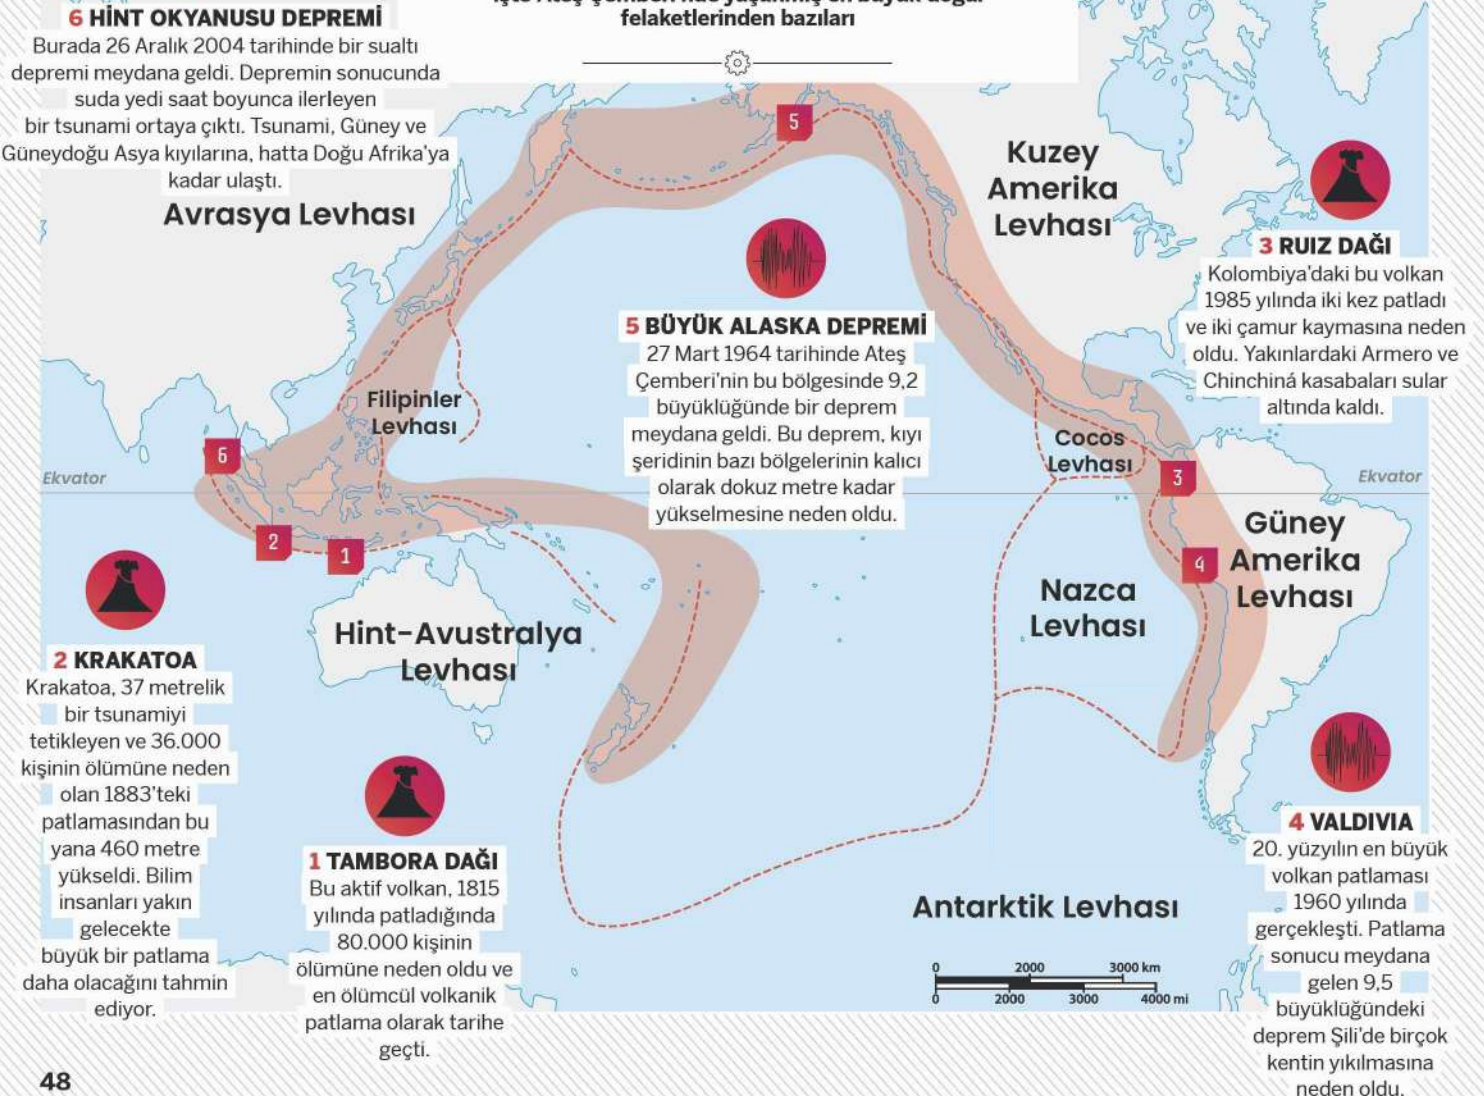 felaketlerinden bazıları
6 HİNT OKYANUSU DEPREMİ
Burada 26 Aralık 2004 tarihinde bir sualtı
depremi meydana geldi. Depremin sonucunda
suda yedi saat boyunca ilerleyen
bir tsunami ortaya çıktı. Tsunami, Güney ve
Güneydoğu Asya kıyılarına, hatta Doğu Afrika'ya
kadar ulaştı.
Avrasya Levhası
5
Kuzey
Amerika
Levhası
3 RUIZ DAĞI
Kolombiya'daki bu volkan
1985 yılında iki kez patladı
ve iki çamur kaymasına neden
oldu. Yakınlardaki Armero ve
Chinchiná kasabaları sular
altında kaldı.
5 BÜYÜK ALASKA DEPREMİ
27 Mart 1964 tarihinde Ateş
Çemberi'nin bu bölgesinde 9,2
büyüklüğünde bir deprem
meydana geldi. Bu deprem, kıyı
şeridinin bazı bölgelerinin kalıcı
olarak dokuz metre kadar
yükselmesine neden oldu.
Filipinler
Levhası
Cocos
Levhası
6
Ekvator
3
Ekvator
2
1
4
Güney
Amerika
Levhası
Nazca
Levhası
Hint-Avustralya
Levhası
2 KRAKATOA
Krakatoa, 37 metrelik
bir tsunamiyi
tetikleyen ve 36.000
kişinin ölümüne neden
olan 1883'teki
patlamasından bu
yana 460 metre
yükseldi. Bilim
insanları yakın
gelecekte
büyük bir patlama
daha olacağını tahmin
ediyor.
1 TAMBORA DAĞI
Bu aktif volkan, 1815
yılında patladığında
80.000 kişinin
ölümüne neden oldu ve
en ölümcül volkanik
patlama olarak tarihe
geçti.
Antarktik Levhası
0 2000 3000 km
0 2000 3000 4000 mi
4 VALDIVIA
20. yüzyılın en büyük
volkan patlaması
1960 yılında
gerçekleşti. Patlama
sonucu meydana
gelen 9,5
büyüklüğündeki
deprem Şili'de birçok
kentin yıkılmasına
neden oldu.
48